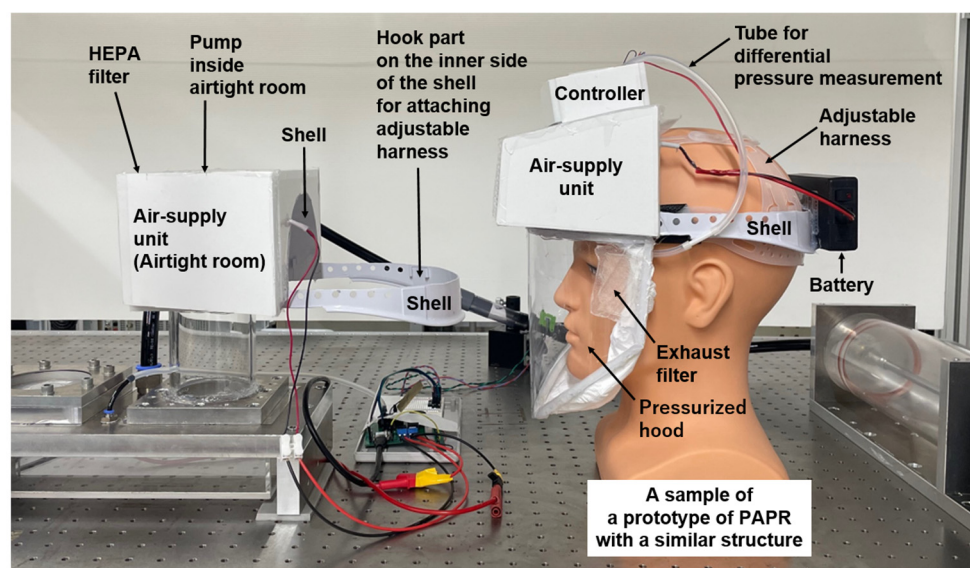 HEPA
filter
Pump
inside
airtight room
Shell
Hook part
on the inner side
of the shell
for attaching
adjustable
harness
Tube for
differential
pressure measurement
Controller
Adjustable
harness
Air-supply
unit
Air-supply
unit
(Airtight room)
Shell
Shell
Battery
Exhaust
filter
Pressurized
hood
A sample of
a prototype of PAPR
with a similar structure